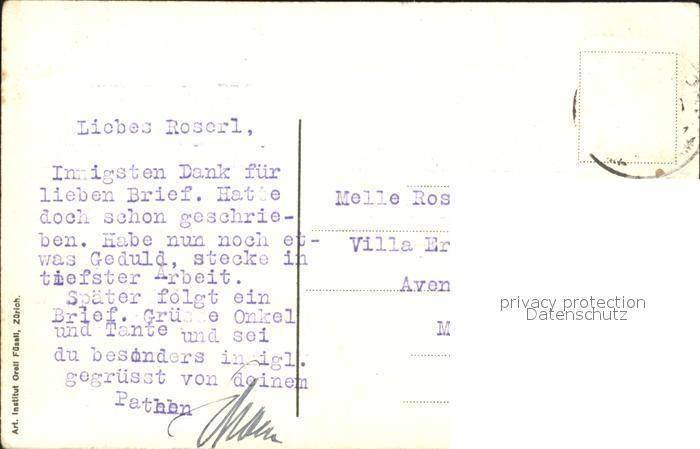 Liebes Roserl,
Innigsten Dank für
lieben Brief. Hatte
doch schon geschrie-
ben. Habe nun noch et-
was Geduld, stecke in
tiefster Arbeit.
Später folgt ein
Brief. Grüsse Onkel
und Tante und sei
du besonders innigl.
gegrüsst von deinem
Pathen
Melle Ros
Villa Er
Aven
M
privacy protection
Datenschutz
Art. Institut Orell Füssli, Zürich.